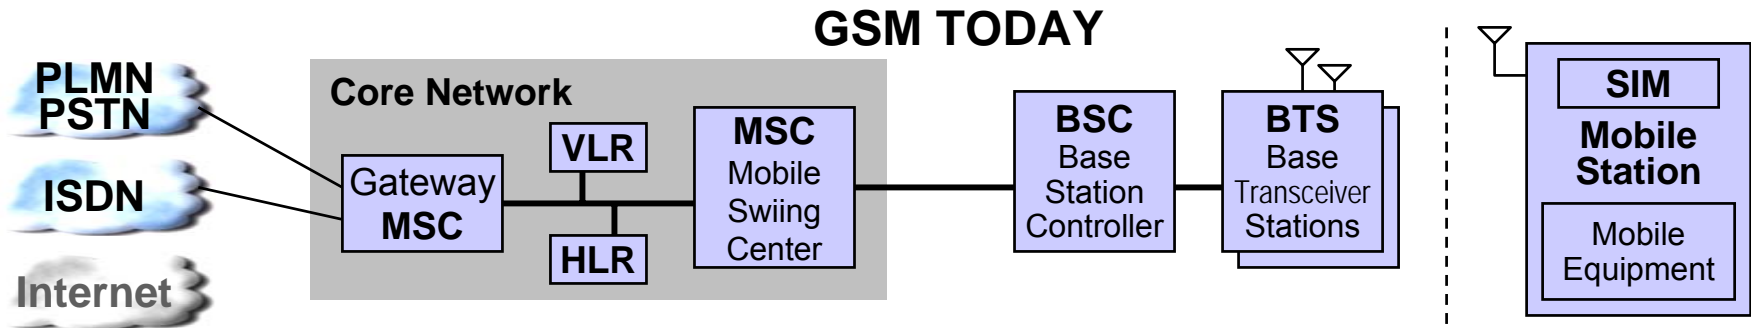 GSM TODAY
PLMN
PSTN
ISDN
Internet
Core Network
Gateway
MSC
VLR
HLR
MSC
Mobile
Swiing
Center
BSC
Base
Station
Controller
BTS
Base
Transceiver
Stations
SIM
Mobile
Station
Mobile
Equipment